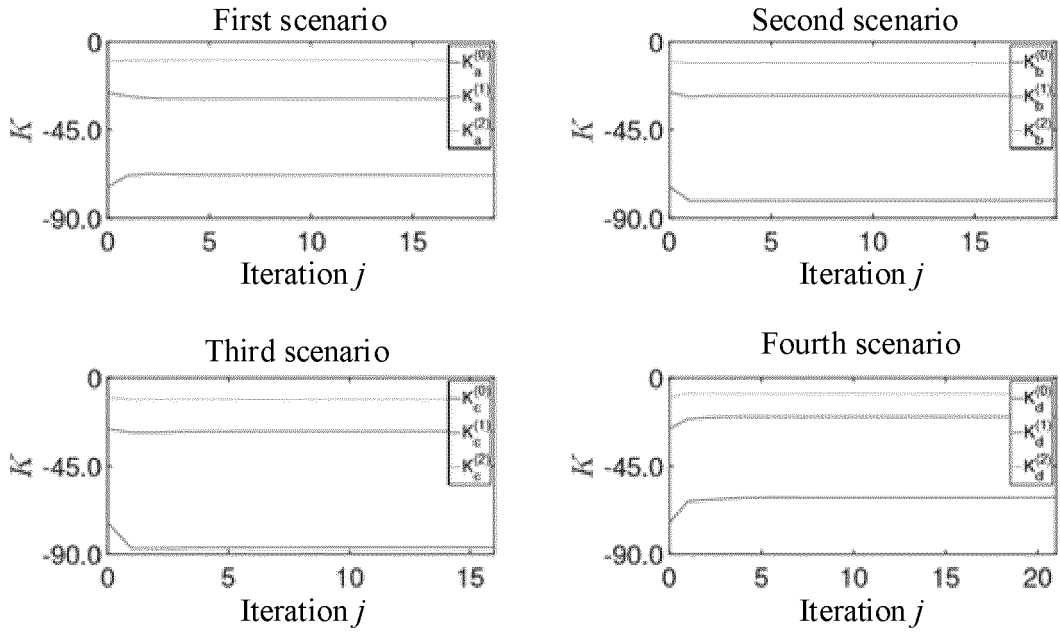 First scenario
Second scenario
0
-45.0
-90.0
K
K_a^(0)
K_a^(1)
K_a^(2)
0 5 10 15
Iteration j
0
-45.0
-90.0
K
K_b^(0)
K_b^(1)
K_b^(2)
0 5 10 15
Iteration j
Third scenario
Fourth scenario
0
-45.0
-90.0
K
K_c^(0)
K_c^(1)
K_c^(2)
0 5 10 15
Iteration j
0
-45.0
-90.0
K
K_d^(0)
K_d^(1)
K_d^(2)
0 5 10 15 20
Iteration j